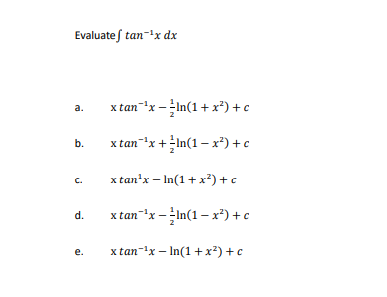 Evaluate ∫ tan⁻¹x dx
a. x tan⁻¹x – ½ln(1 + x²) + c
b. x tan⁻¹x + ½ln(1 – x²) + c
c. x tan¹x – ln(1 + x²) + c
d. x tan⁻¹x – ½ln(1 – x²) + c
e. x tan⁻¹x – ln(1 + x²) + c